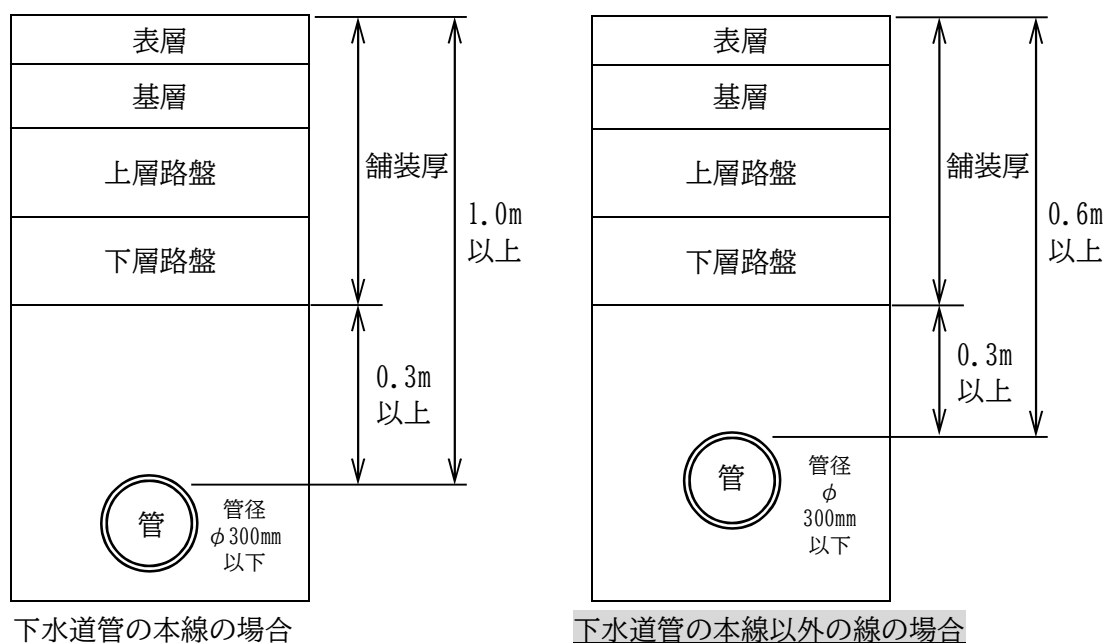 表層
基層
上層路盤
下層路盤
舗装厚
1.0m
以上
0.3m
以上
管
管径
φ300mm
以下
下水道管の本線の場合
表層
基層
上層路盤
下層路盤
舗装厚
0.6m
以上
0.3m
以上
管
管径
φ
300mm
以下
下水道管の本線以外の線の場合